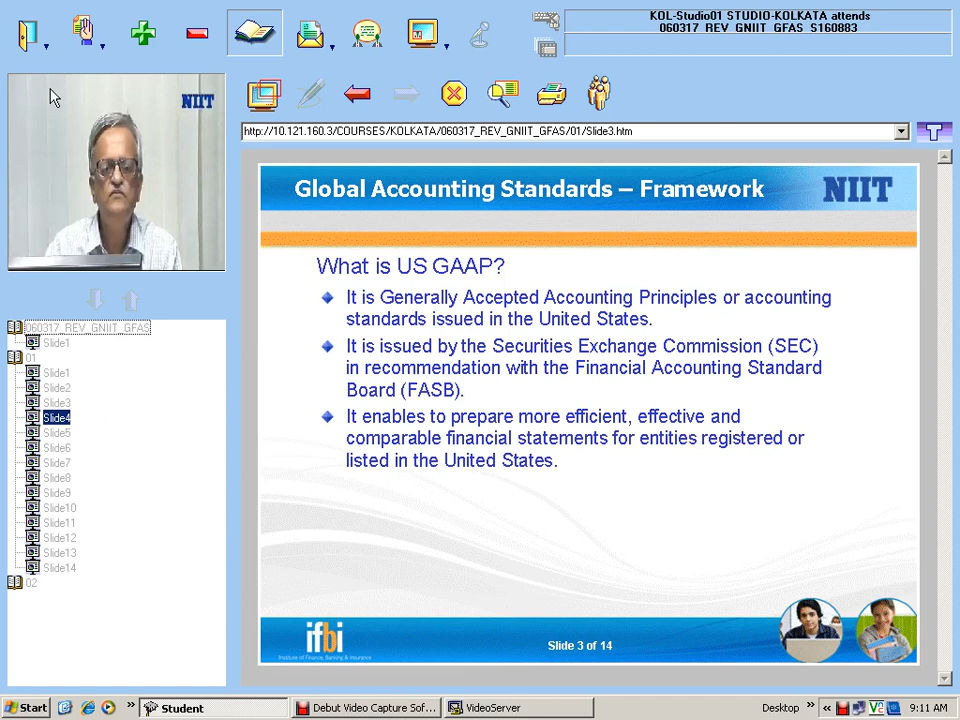 KOL-Studio01 STUDIO-KOLKATA attends
060317_REV_GNIIT_GFAS_S160883
NIIT
http://10.121.160.3/COURSES/KOLKATA/060317_REV_GNIIT_GFAS/01/Slide3.htm
T
Global Accounting Standards – Framework
NIIT
What is US GAAP?
It is Generally Accepted Accounting Principles or accounting
standards issued in the United States.
It is issued by the Securities Exchange Commission (SEC)
in recommendation with the Financial Accounting Standard
Board (FASB).
It enables to prepare more efficient, effective and
comparable financial statements for entities registered or
listed in the United States.
060317_REV_GNIIT_GFAS
Slide1
01
Slide1
Slide2
Slide3
Slide4
Slide5
Slide6
Slide7
Slide8
Slide9
Slide10
Slide11
Slide12
Slide13
Slide14
02
ifbi
Institute of Finance, Banking & Insurance
Slide 3 of 14
Start
Student
Debut Video Capture Sof...
VideoServer
Desktop
9:11 AM